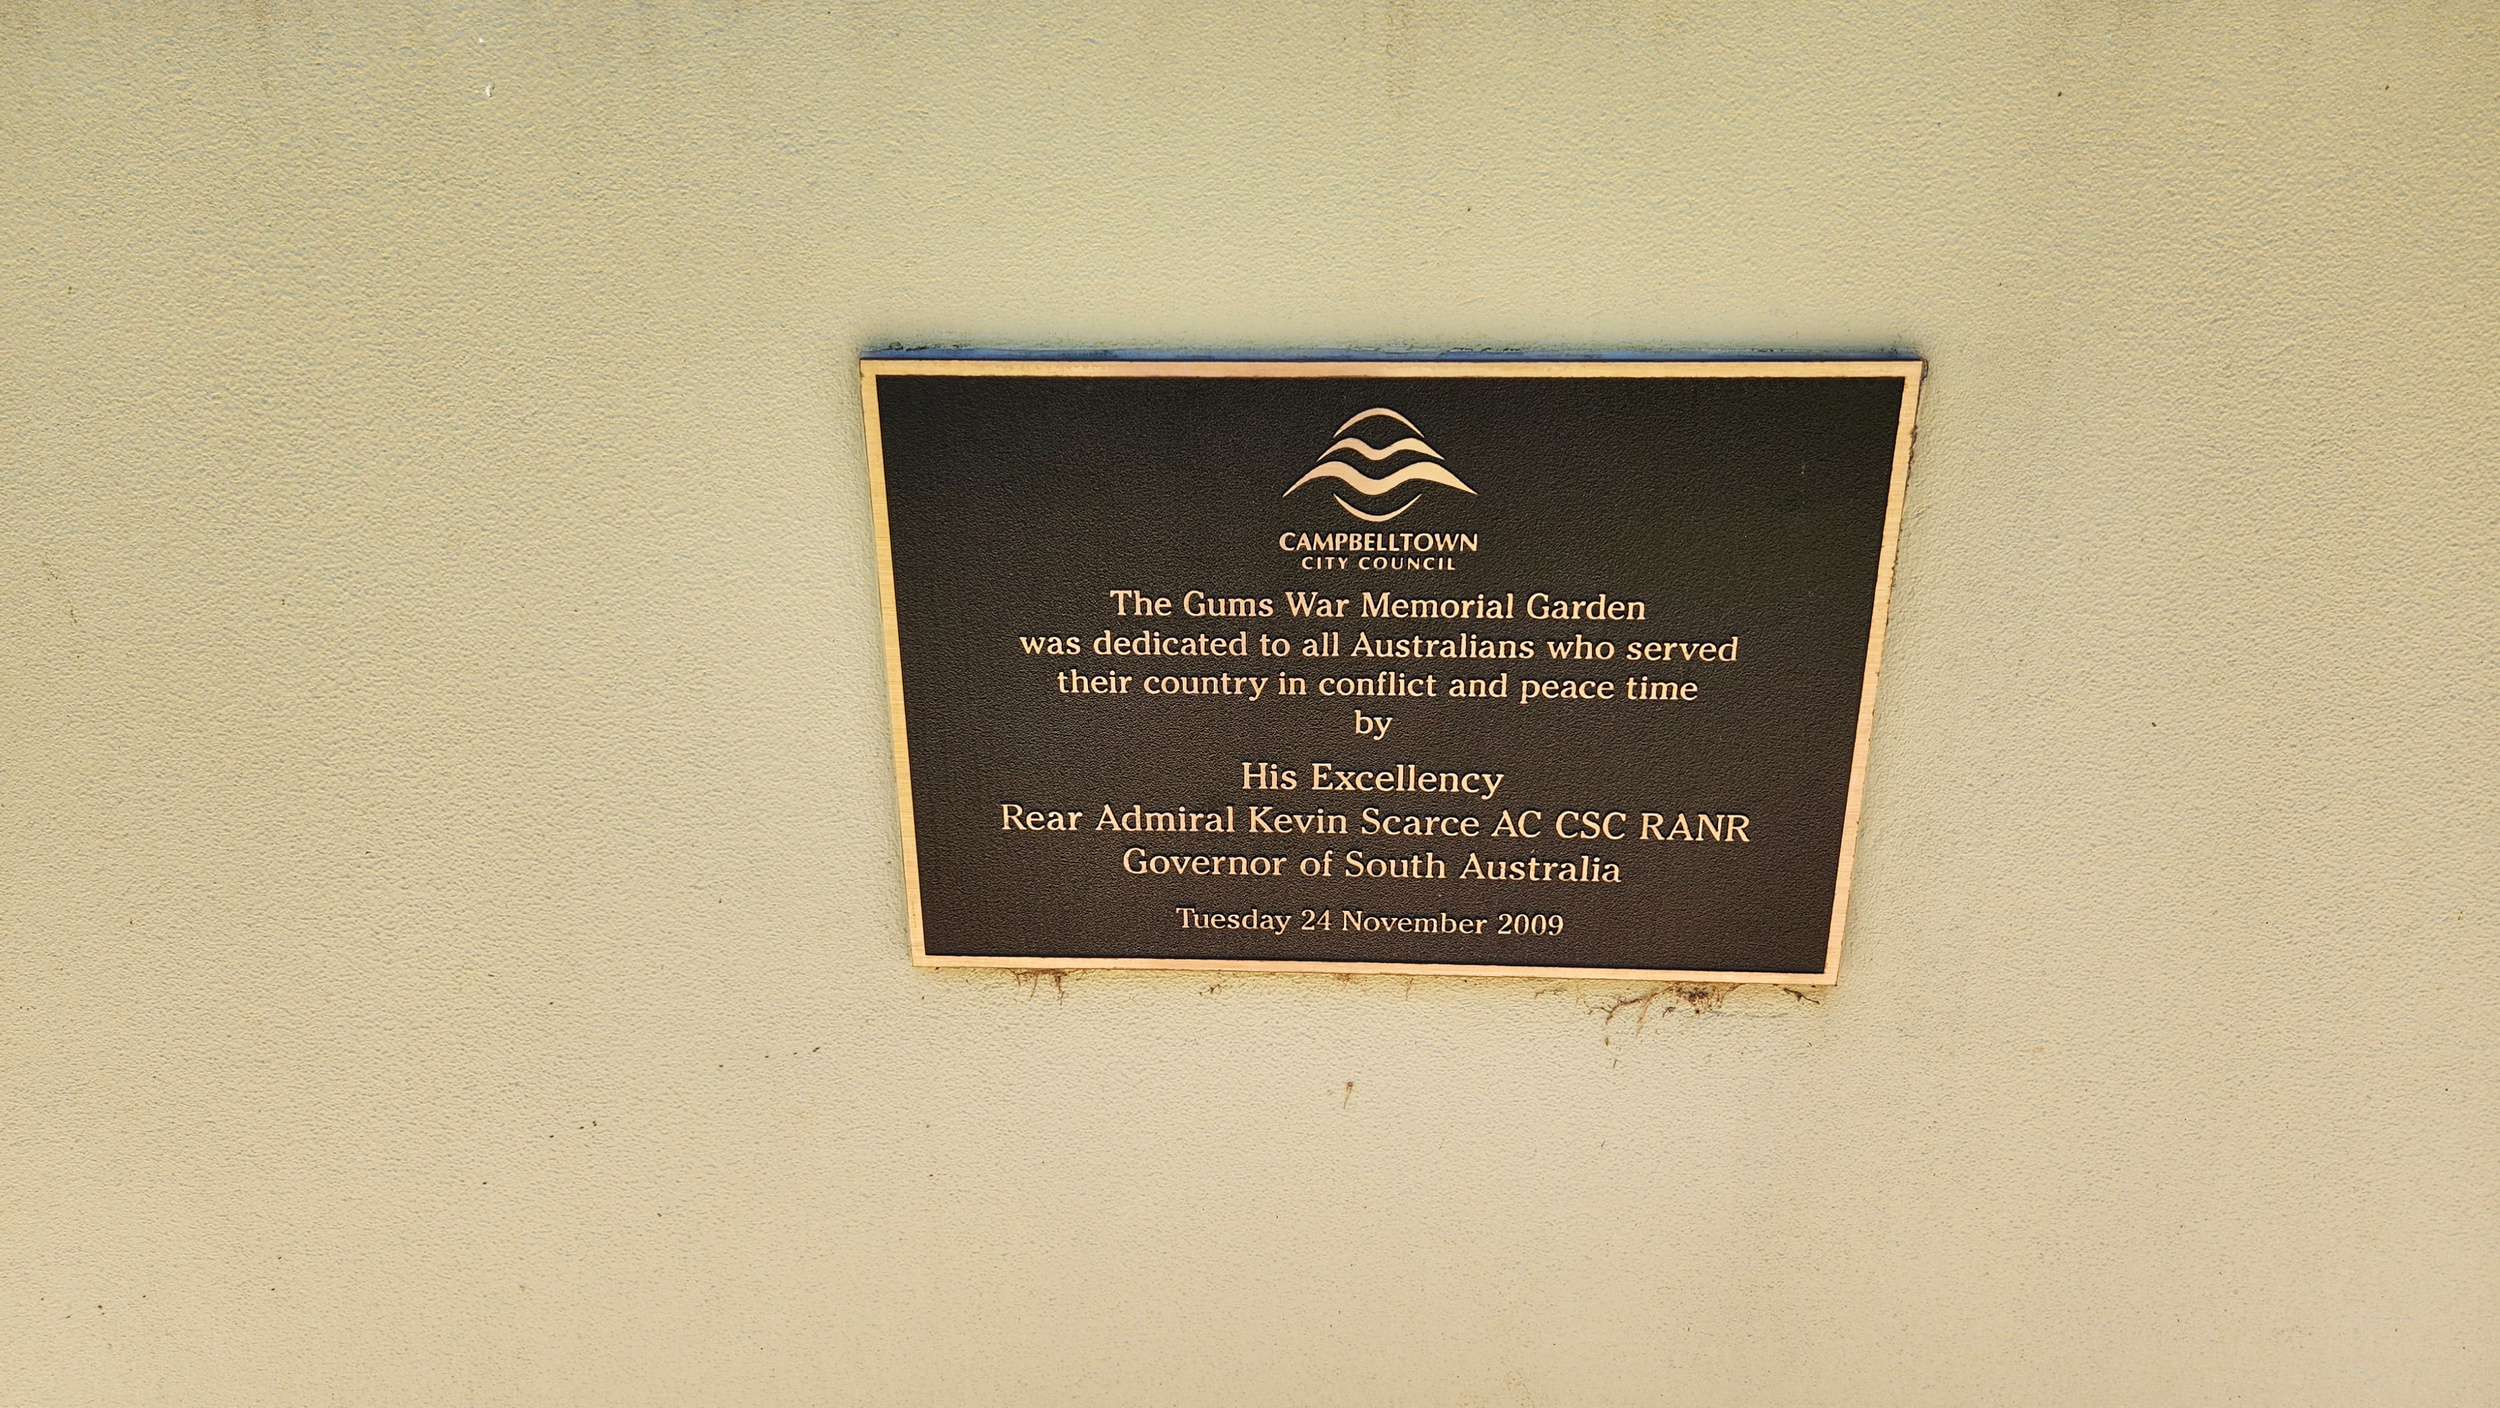 CAMPBELLTOWN
CITY COUNCIL
The Gums War Memorial Garden
was dedicated to all Australians who served
their country in conflict and peace time
by
His Excellency
Rear Admiral Kevin Scarce AC CSC RANR
Governor of South Australia
Tuesday 24 November 2009